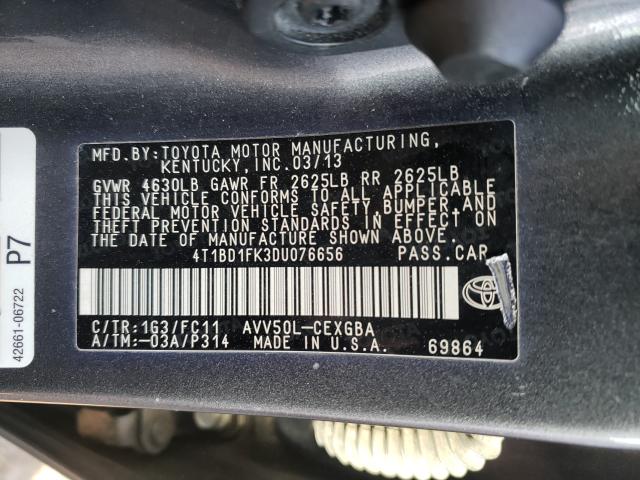 MFD.BY:TOYOTA MOTOR MANUFACTURING,
KENTUCKY, INC.03/13
GVWR 4630LB GAWR FR 2625LB RR 2625LB
THIS VEHICLE CONFORMS TO ALL APPLICABLE
FEDERAL MOTOR VEHICLE SAFETY, BUMPER AND
THEFT PREVENTION STANDARDS IN EFFECT ON
THE DATE OF MANUFACTURE SHOWN ABOVE.
4T1BD1FK3DU076656 PASS.CAR
C/TR:1G3/FC11 AVV50L-CEXGBA
A/TM:-03A/P314 MADE IN U.S.A. 69864
P7
42661-06722